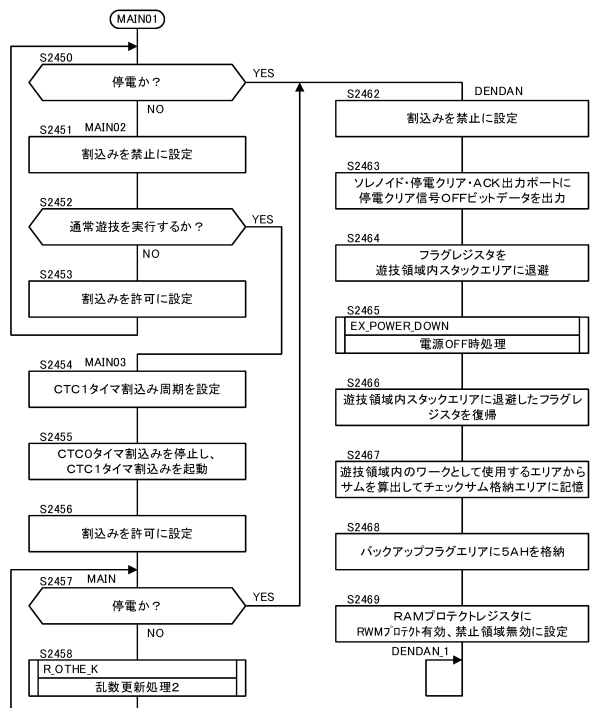 MAIN01
S2450
停電か？
YES
NO
S2451
MAIN02
割込みを禁止に設定
S2452
通常遊技を実行するか？
YES
NO
S2453
割込みを許可に設定
S2454
MAIN03
CTC1タイマ割込み周期を設定
S2455
CTC0タイマ割込みを停止し、
CTC1タイマ割込みを起動
S2456
割込みを許可に設定
S2457
MAIN
停電か？
YES
NO
S2458
R_OTHE_K
乱数更新処理2
S2462
DENDAN
割込みを禁止に設定
S2463
ソレノイド・停電クリア・ACK出力ポートに
停電クリア信号OFFビットデータを出力
S2464
フラグレジスタを
遊技領域内スタックエリアに退避
S2465
EX_POWER_DOWN
電源OFF時処理
S2466
遊技領域内スタックエリアに退避したフラグレ
ジスタを復帰
S2467
遊技領域内のワークとして使用するエリアから
サムを算出してチェックサム格納エリアに記憶
S2468
バックアップフラグエリアに5AHを格納
S2469
RAMプロテクトレジスタに
RWMプロテクト有効、禁止領域無効に設定
DENDAN_1